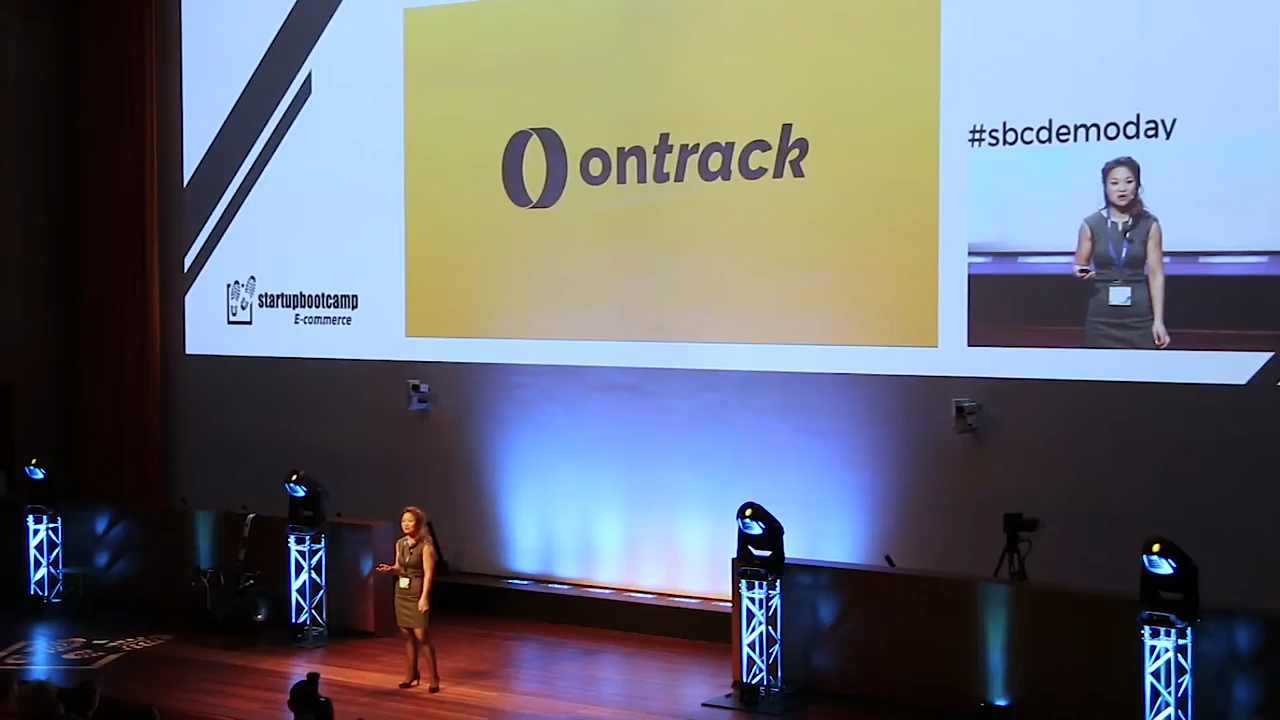 ontrack
#sbcdemoday
startupbootcamp
E-commerce